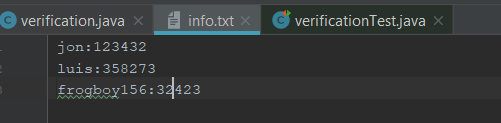 verification.java info.txt verificationTest.java
jon:123432
luis:358273
frogboy156:32423